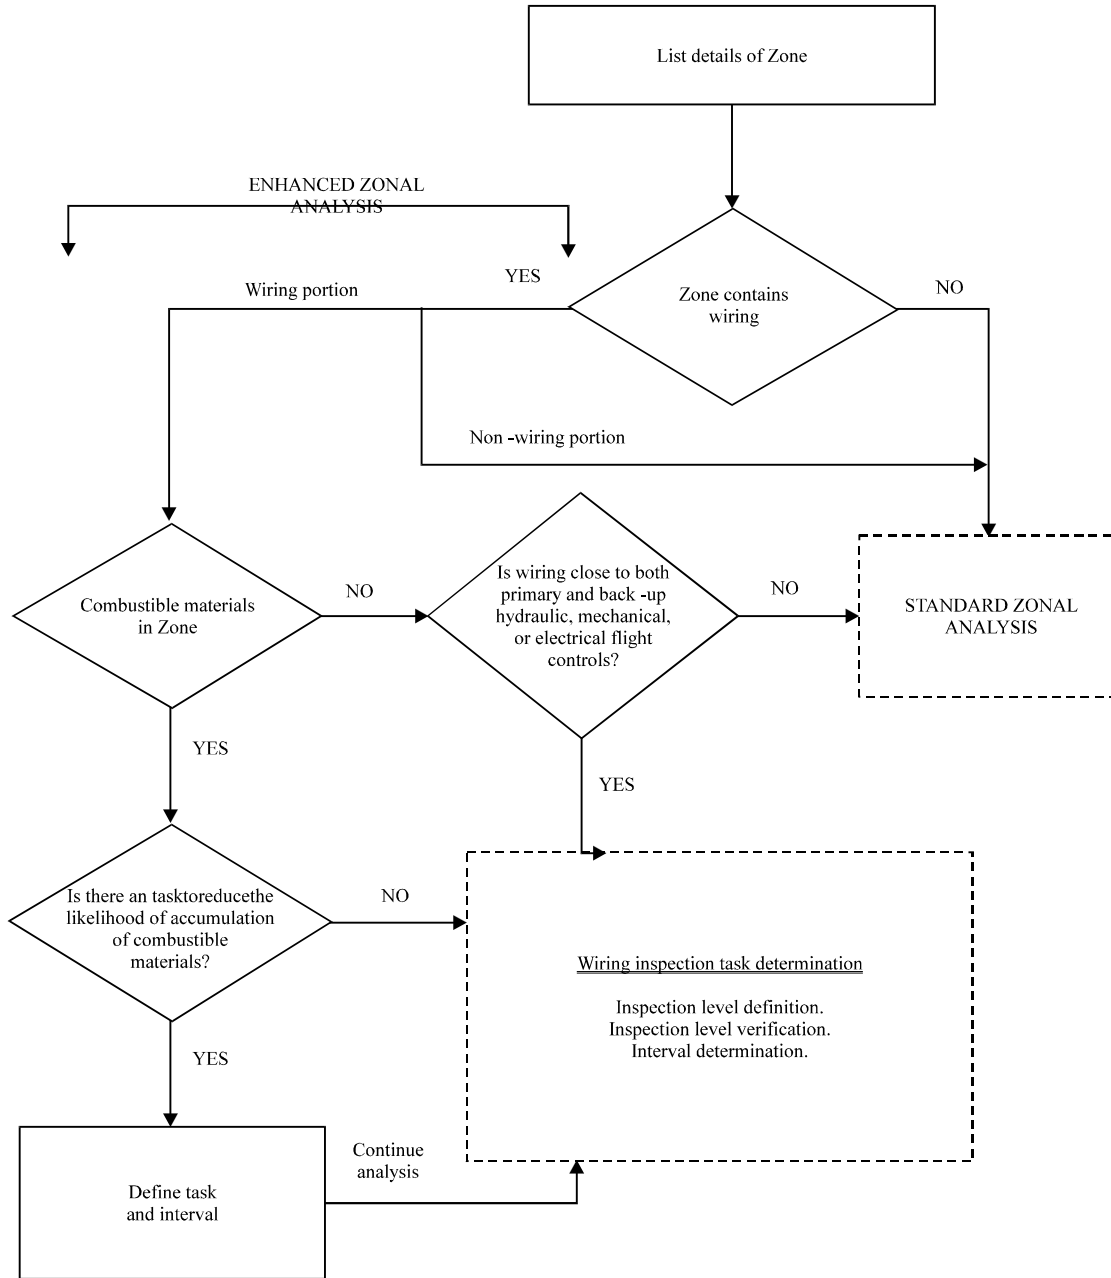 List details of Zone
ENHANCED ZONAL
ANALYSIS
YES
Wiring portion
Zone contains
wiring
NO
Non -wiring portion
Combustible materials
in Zone
NO
Is wiring close to both
primary and back -up
hydraulic, mechanical,
or electrical flight
controls?
NO
STANDARD ZONAL
ANALYSIS
YES
YES
Is there an tasktoreducethe
likelihood of accumulation
of combustible
materials?
NO
Wiring inspection task determination
Inspection level definition.
Inspection level verification.
Interval determination.
YES
Continue
analysis
Define task
and interval